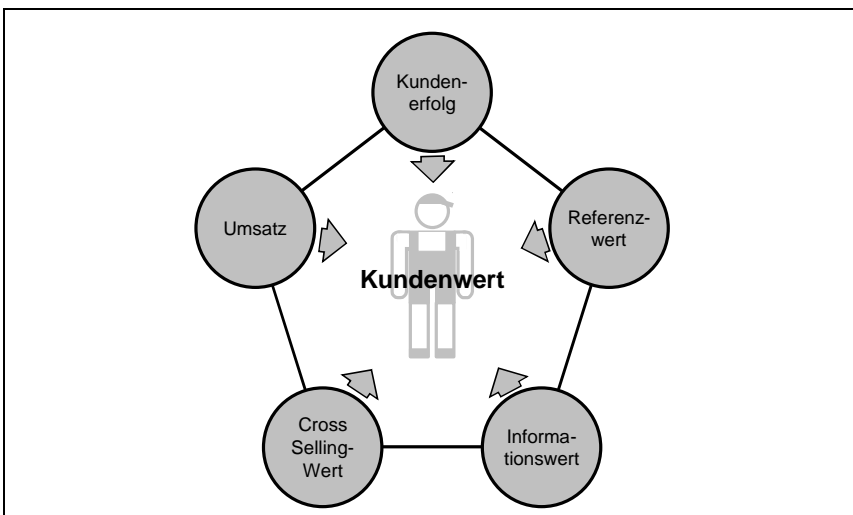 Kunden-
erfolg
Umsatz
Referenz-
wert
Kundenwert
Cross
Selling-
Wert
Informa-
tionswert